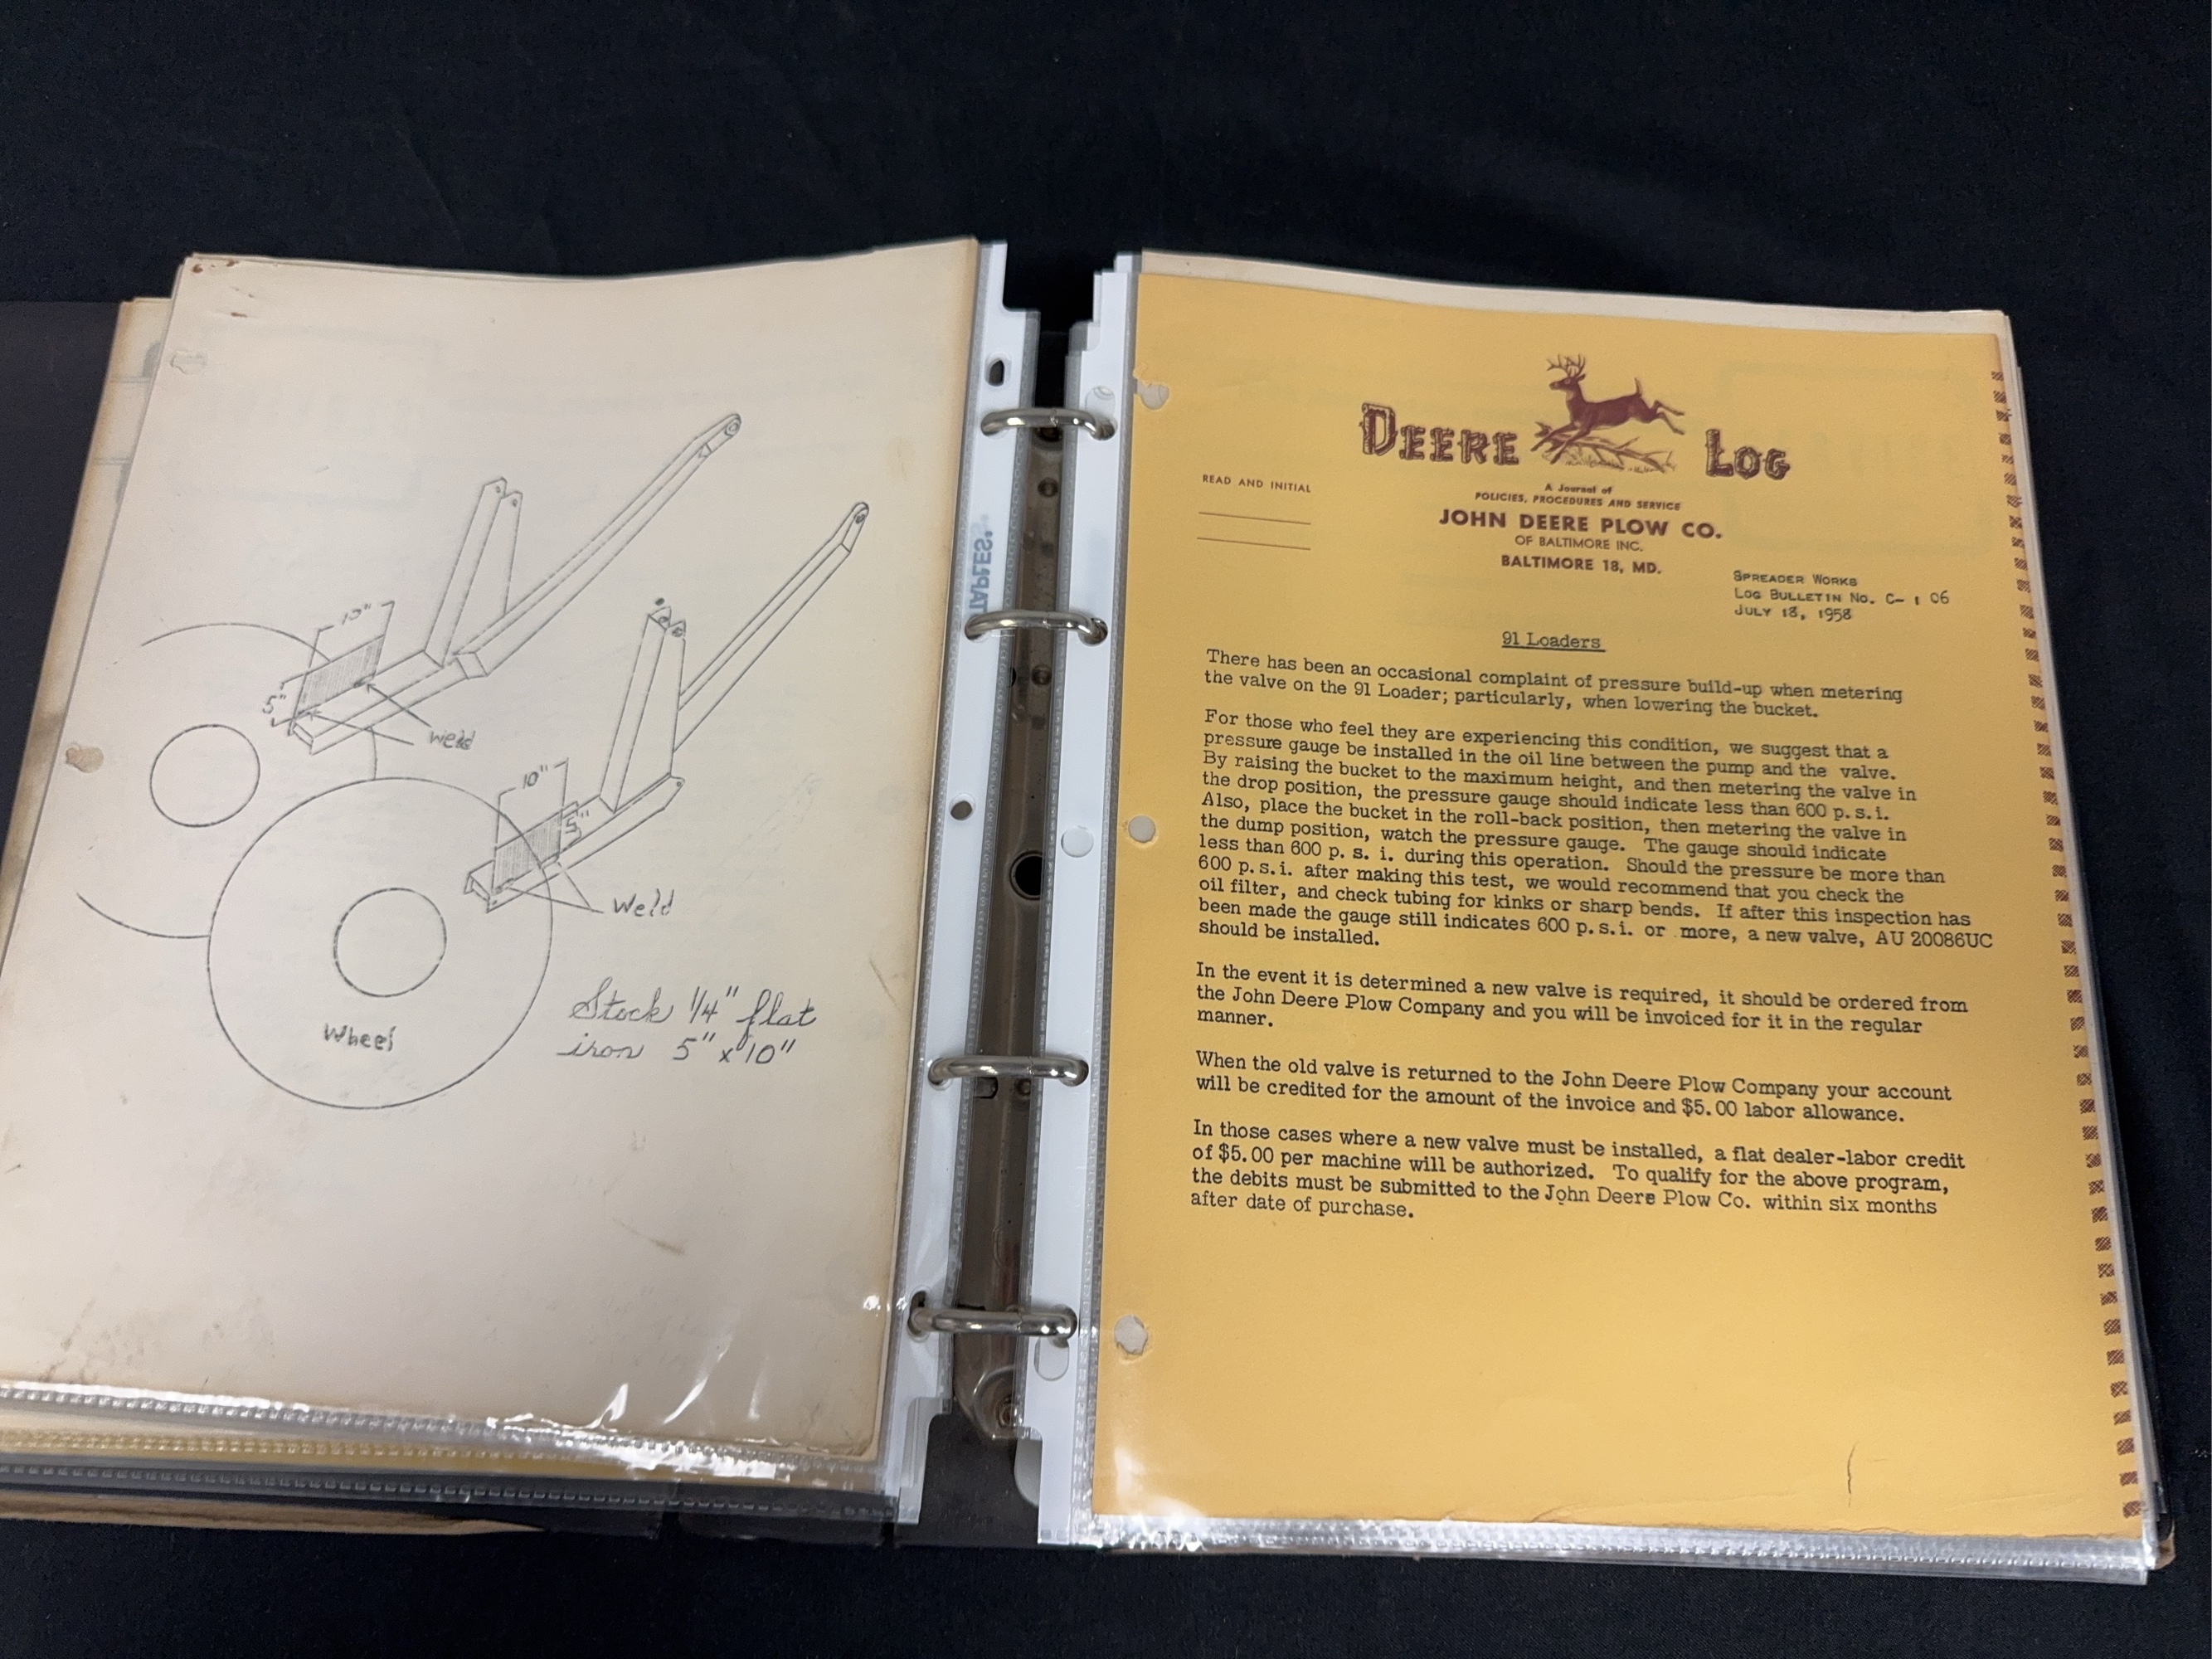 10"
5"
Weld
10"
5"
Weld
Wheel
Stock 1/4" flat
iron 5" x 10"
TAPLES
DEERE LOG
READ AND INITIAL
A Journal of
POLICIES, PROCEDURES AND SERVICE
JOHN DEERE PLOW CO.
OF BALTIMORE INC.
BALTIMORE 18, MD.
SPREADER WORKS
LOG BULLETIN NO. C-106
JULY 18, 1958
91 Loaders
There has been an occasional complaint of pressure build-up when metering
the valve on the 91 Loader; particularly, when lowering the bucket.
For those who feel they are experiencing this condition, we suggest that a
pressure gauge be installed in the oil line between the pump and the valve.
By raising the bucket to the maximum height, and then metering the valve in
the drop position, the pressure gauge should indicate less than 600 p.s.i.
Also, place the bucket in the roll-back position, then metering the valve in
the dump position, watch the pressure gauge. The gauge should indicate
less than 600 p. s. i. during this operation. Should the pressure be more than
600 p.s.i. after making this test, we would recommend that you check the
oil filter, and check tubing for kinks or sharp bends. If after this inspection has
been made the gauge still indicates 600 p.s.i. or more, a new valve, AU 20086UC
should be installed.
In the event it is determined a new valve is required, it should be ordered from
the John Deere Plow Company and you will be invoiced for it in the regular
manner.
When the old valve is returned to the John Deere Plow Company your account
will be credited for the amount of the invoice and $5.00 labor allowance.
In those cases where a new valve must be installed, a flat dealer-labor credit
of $5.00 per machine will be authorized. To qualify for the above program,
the debits must be submitted to the John Deere Plow Co. within six months
after date of purchase.